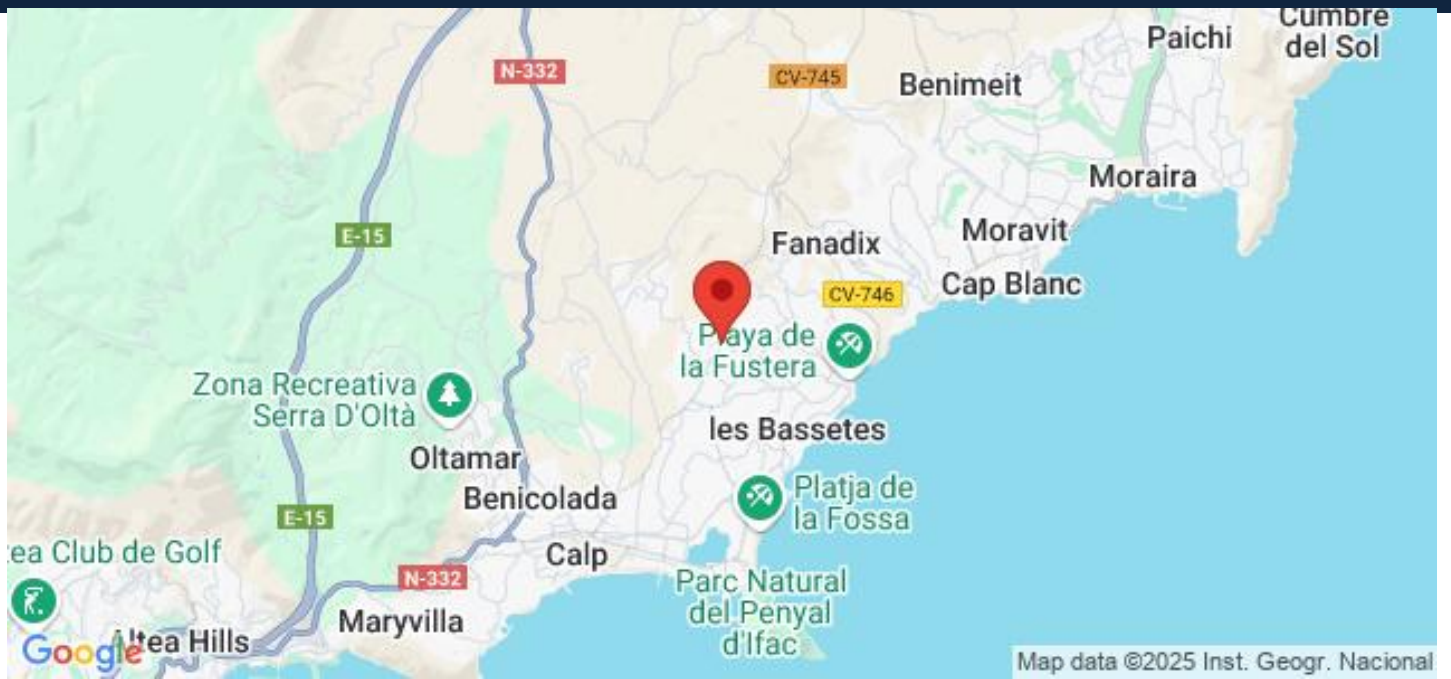 Cumbre
del Sol
Paichi
N-332
CV-745
Benimeit
Moraira
E-15
Fanadix
Moravit
Cap Blanc
CV-746
Playa de
la Fustera
Zona Recreativa
Serra D'Oltà
les Bassetes
Oltamar
Benicolada
Platja de
la Fossa
E-15
Calp
tea Club de Golf
N-332
Parc Natural
del Penyal
d'Ifac
Maryvilla
Altea Hills
Google
Map data ©2025 Inst. Geogr. Nacional